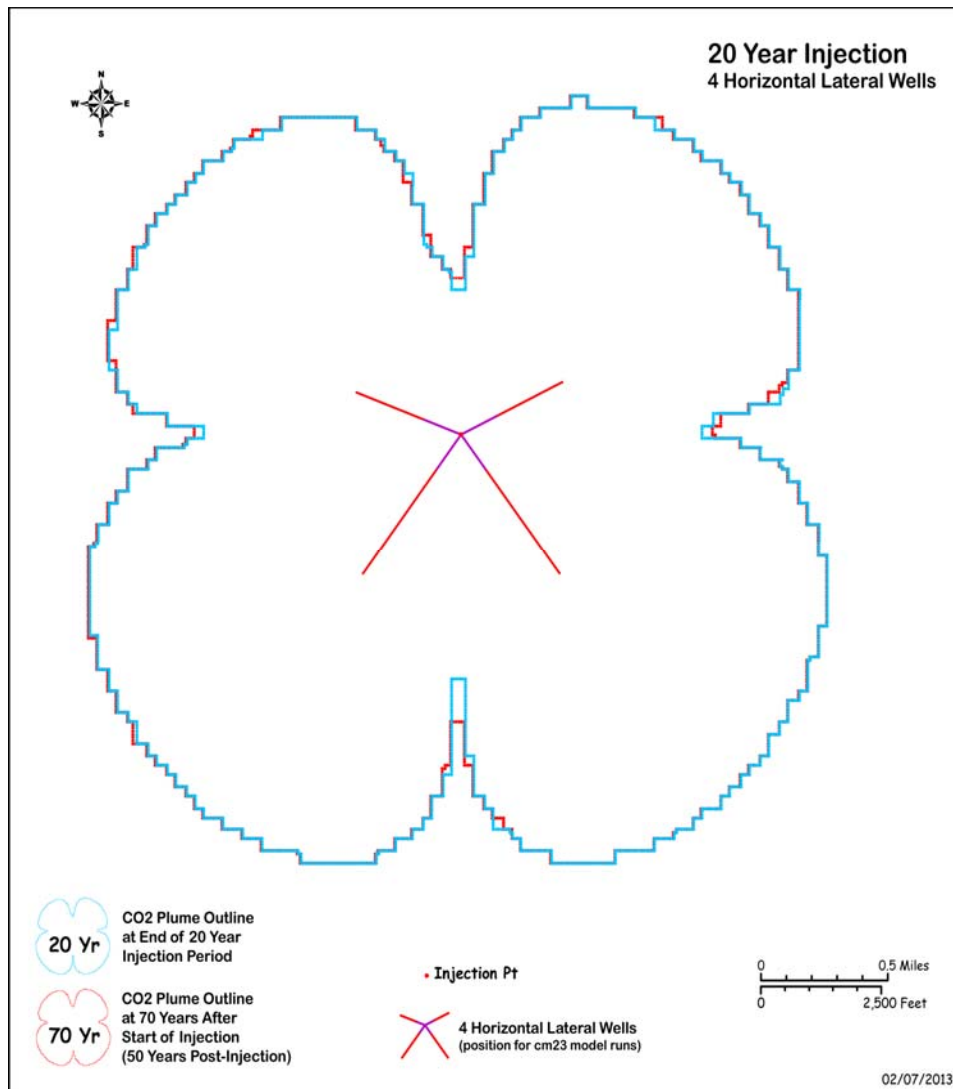 20 Year Injection
4 Horizontal Lateral Wells
N
W E
S
20 Yr
CO2 Plume Outline
at End of 20 Year
Injection Period
70 Yr
CO2 Plume Outline
at 70 Years After
Start of Injection
(50 Years Post-Injection)
Injection Pt
4 Horizontal Lateral Wells
(position for cm23 model runs)
0 0.5 Miles
0 2,500 Feet
02/07/2013